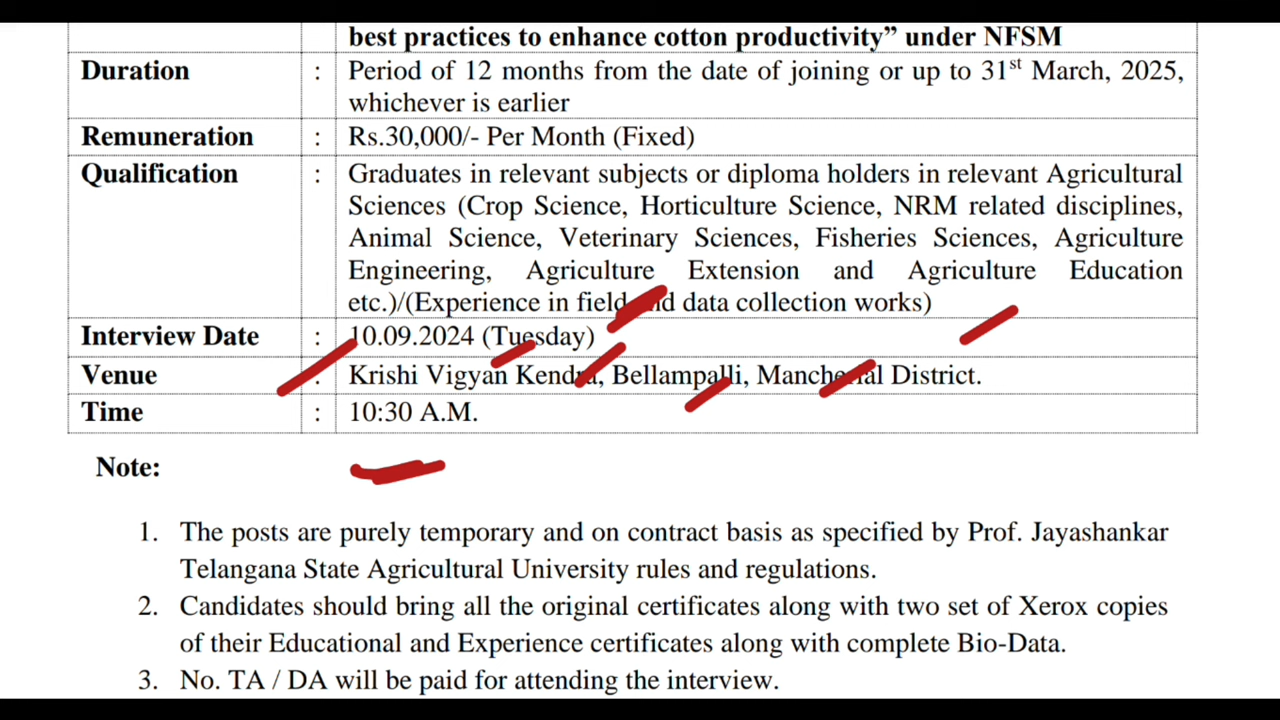 best practices to enhance cotton productivity” under NFSM
Duration : Period of 12 months from the date of joining or up to 31st March, 2025,
whichever is earlier
Remuneration : Rs.30,000/- Per Month (Fixed)
Qualification : Graduates in relevant subjects or diploma holders in relevant Agricultural
Sciences (Crop Science, Horticulture Science, NRM related disciplines,
Animal Science, Veterinary Sciences, Fisheries Sciences, Agriculture
Engineering, Agriculture Extension and Agriculture Education
etc.)/(Experience in field and data collection works)
Interview Date : 10.09.2024 (Tuesday)
Venue : Krishi Vigyan Kendra, Bellampalli, Mancherial District.
Time : 10:30 A.M.
Note:
1. The posts are purely temporary and on contract basis as specified by Prof. Jayashankar
Telangana State Agricultural University rules and regulations.
2. Candidates should bring all the original certificates along with two set of Xerox copies
of their Educational and Experience certificates along with complete Bio-Data.
3. No. TA / DA will be paid for attending the interview.